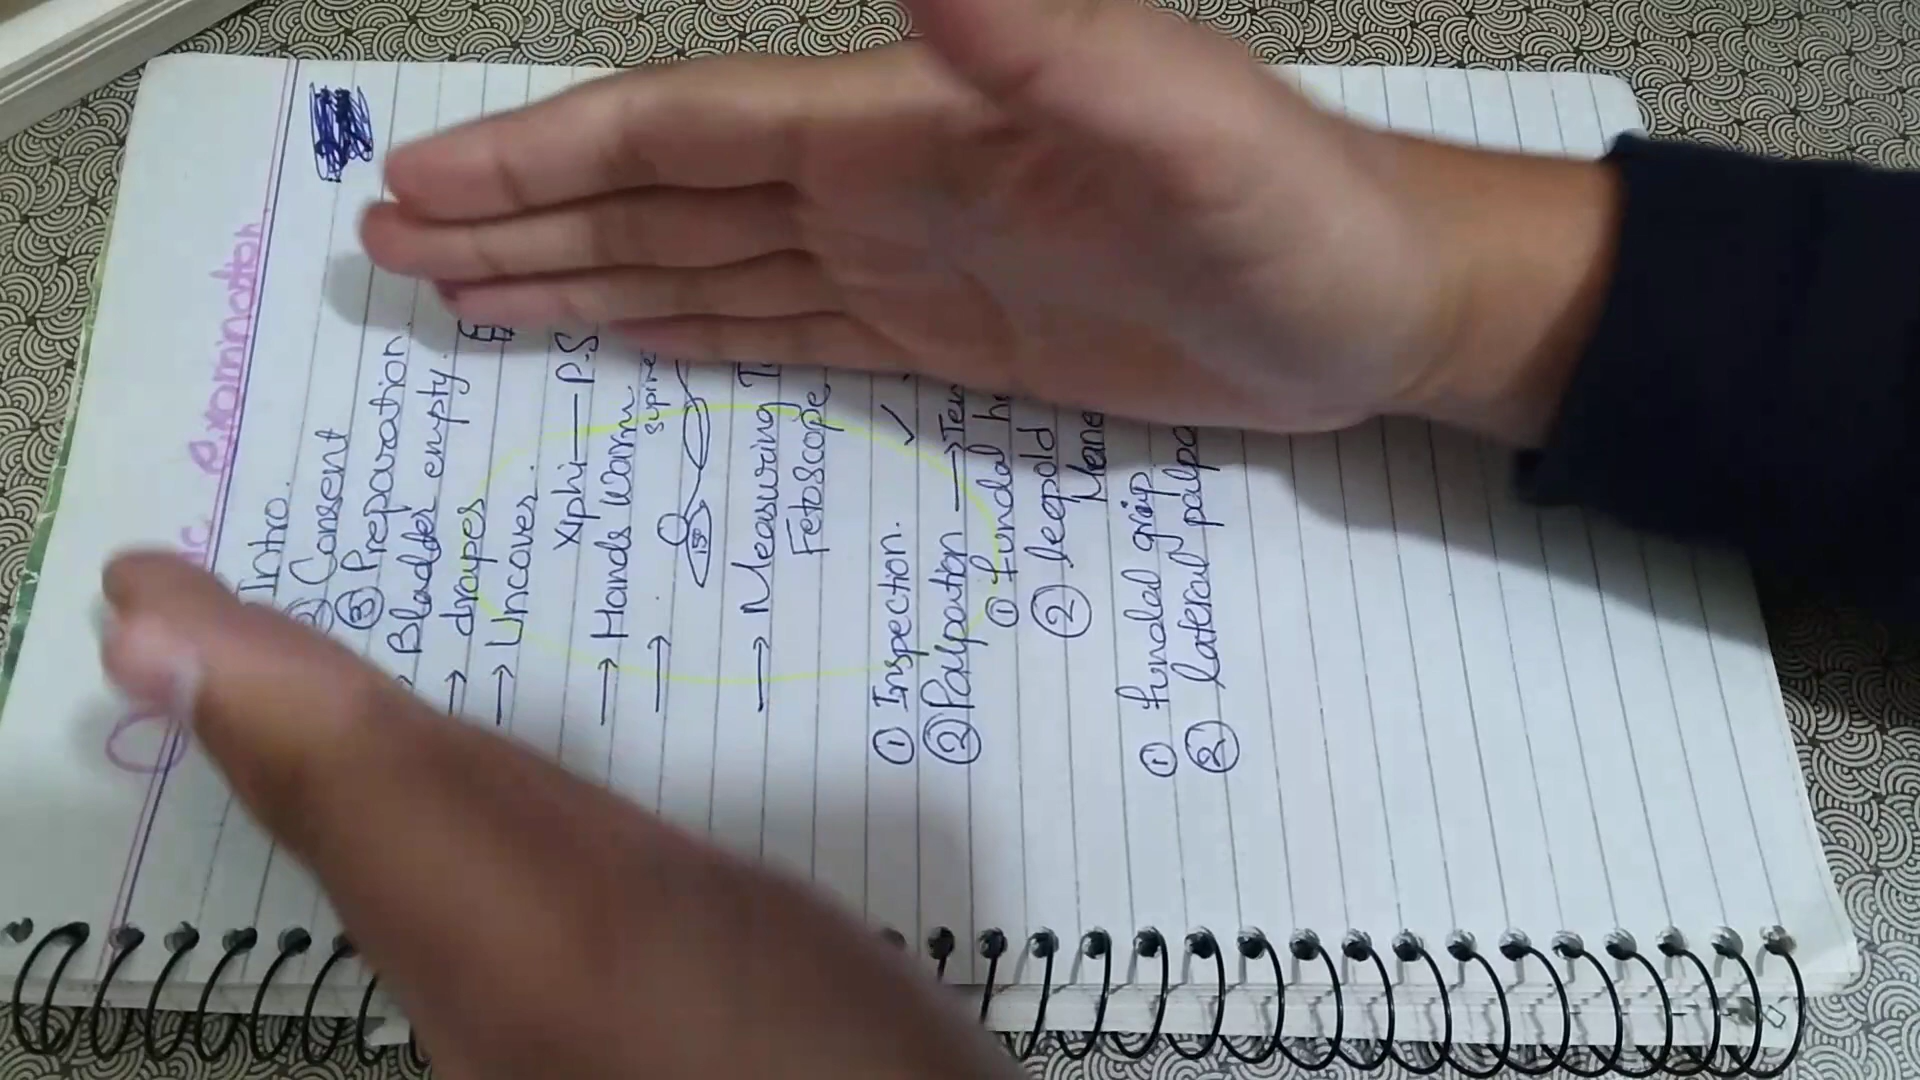 Examination
Intro.
Consent
③ Preparation.
Bladder empty.
→ drapes
→ Uncover.
Xiphi — P.S
→ Hands Warm.
→ supine
15°
→ Measuring
Fetoscope
① Inspection. ✓
② Palpation →
① fundal
② leopold
① fundal grip
② lateral